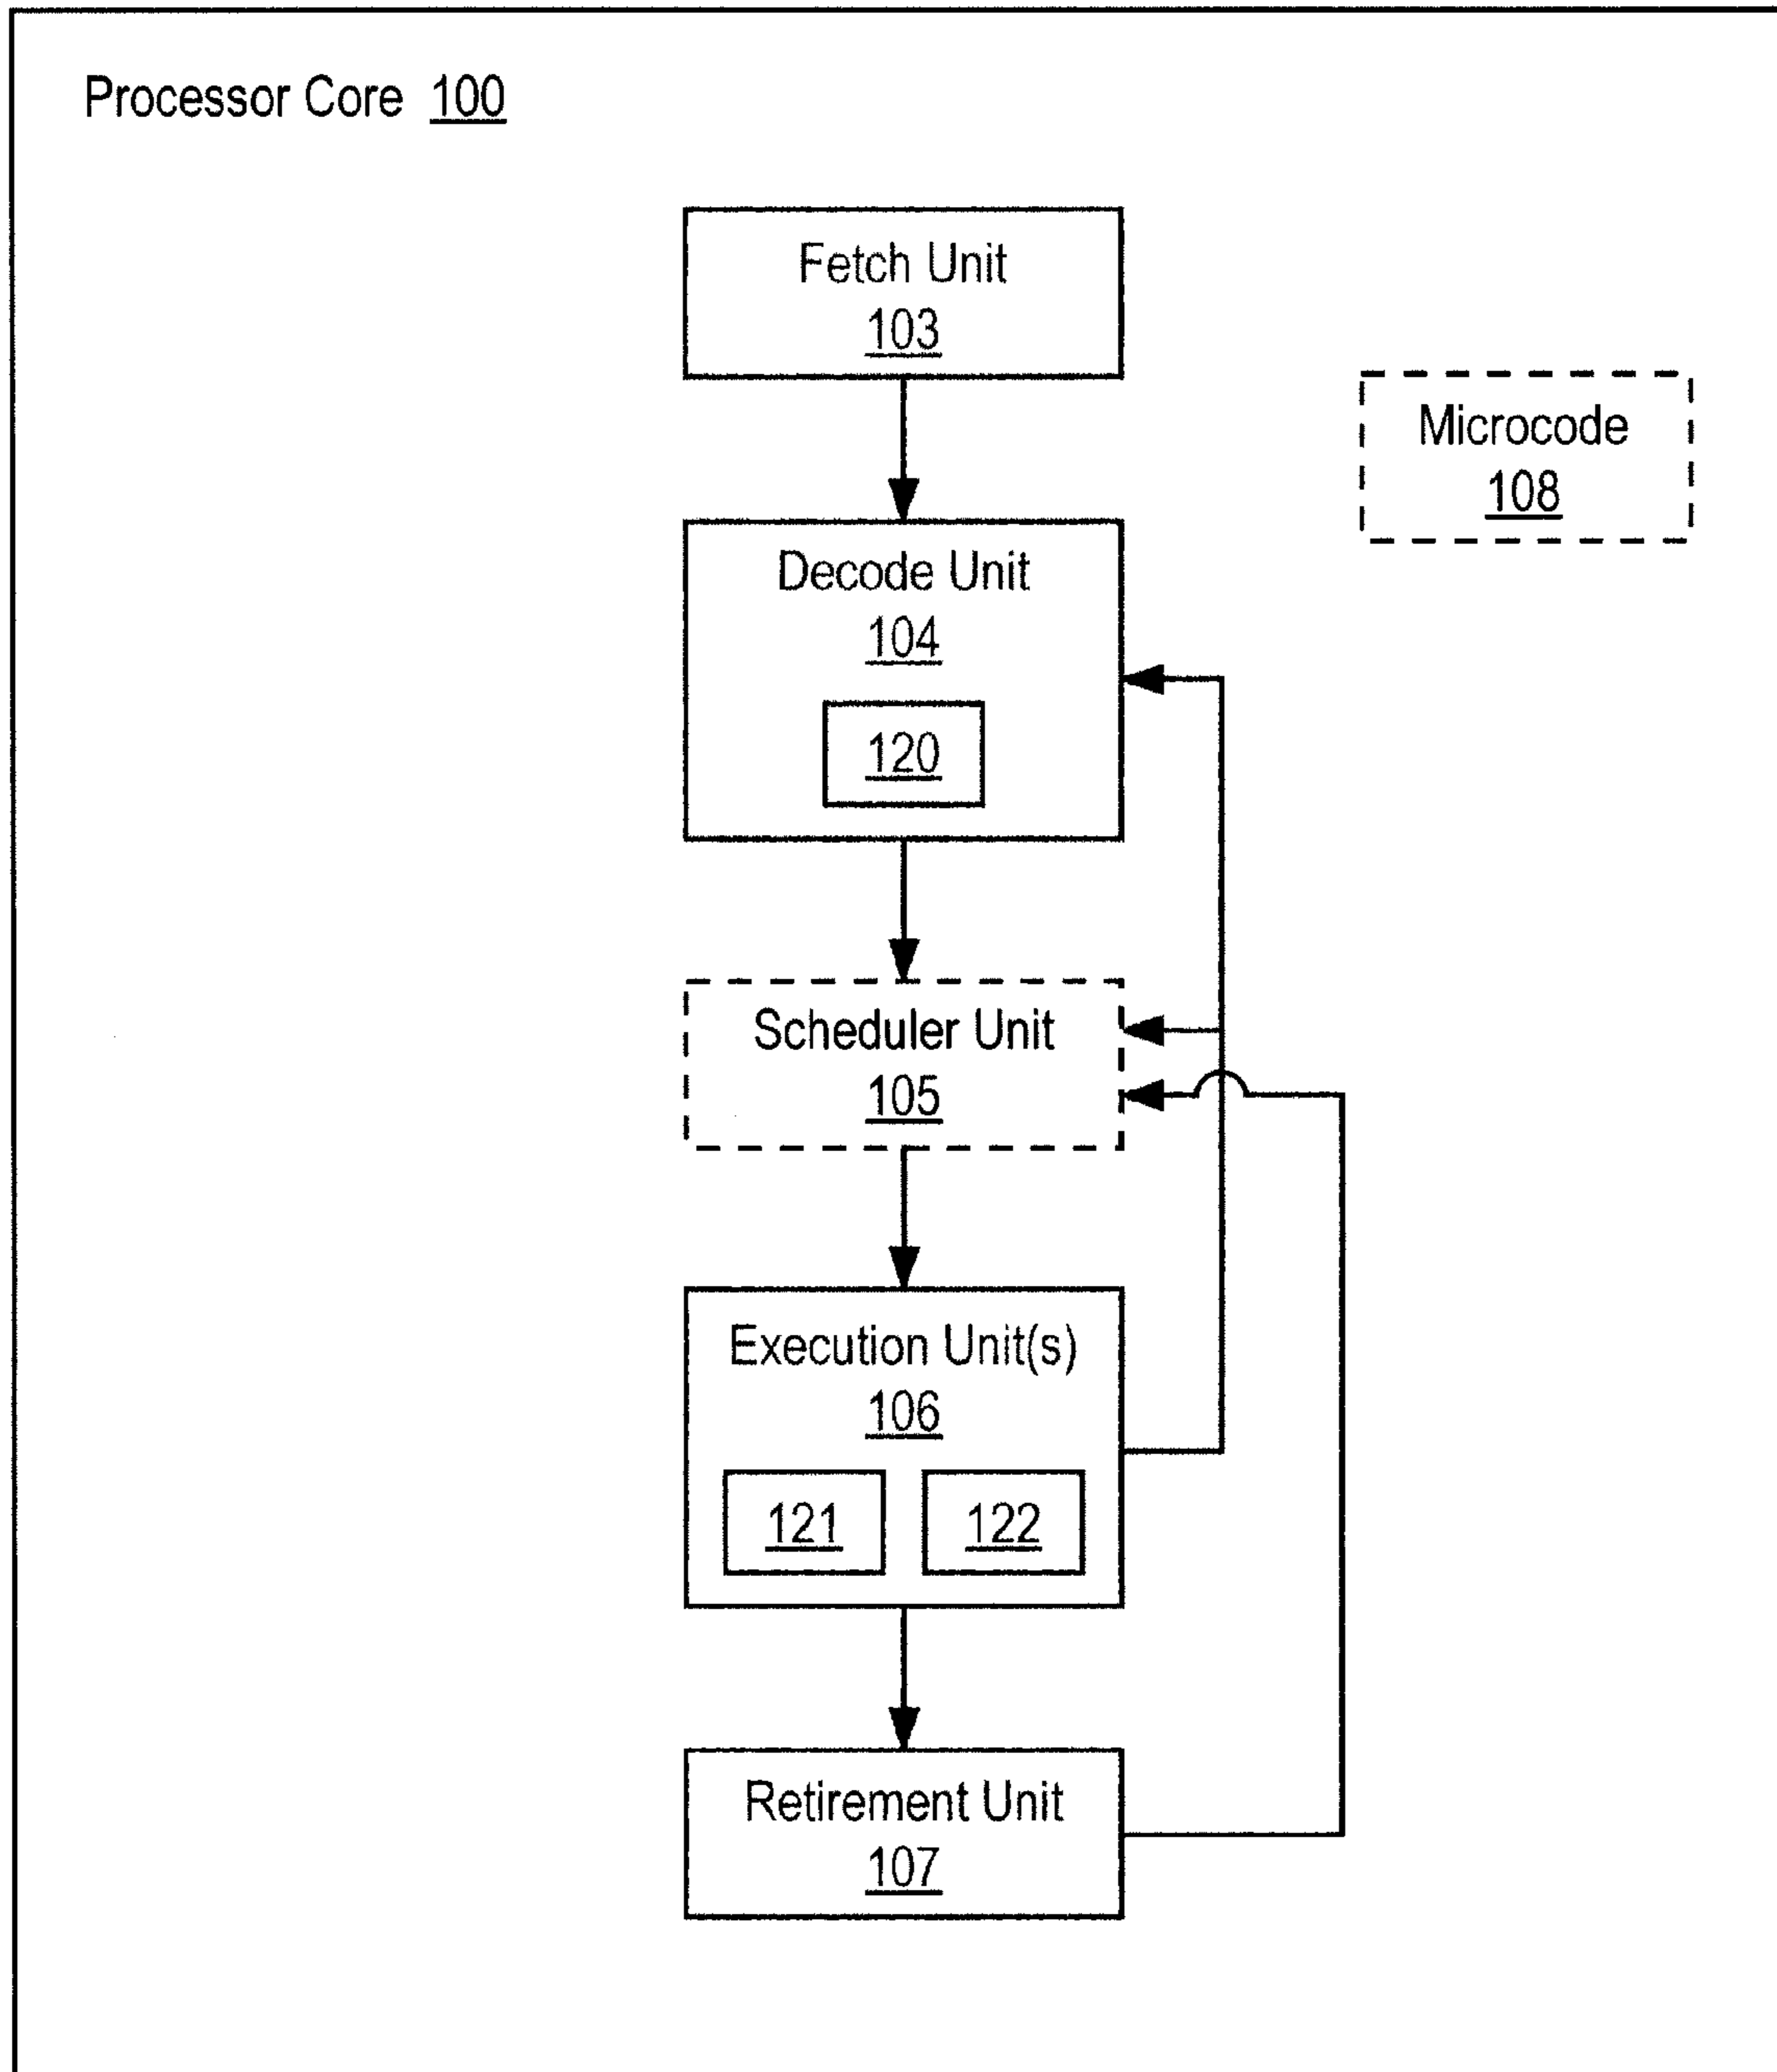 Processor Core 100
Fetch Unit
103
Microcode
108
Decode Unit
104
120
Scheduler Unit
105
Execution Unit(s)
106
121 122
Retirement Unit
107